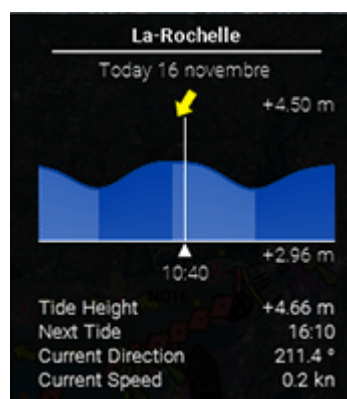 La-Rochelle
Today 16 novembre
+4.50 m
+2.96 m
10:40
Tide Height +4.66 m
Next Tide 16:10
Current Direction 211.4 °
Current Speed 0.2 kn